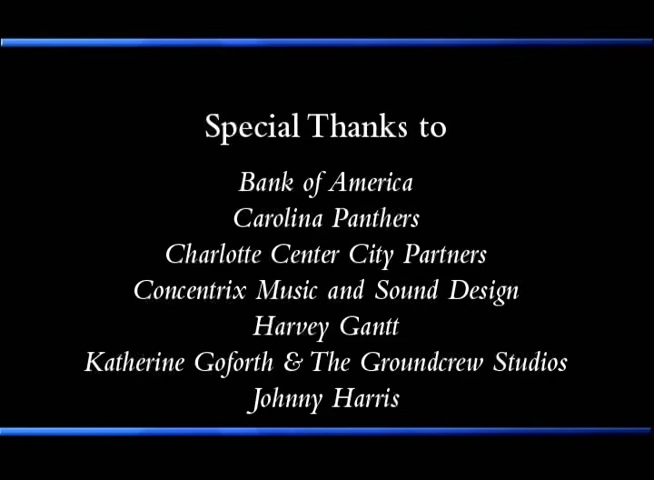 Special Thanks to
Bank of America
Carolina Panthers
Charlotte Center City Partners
Concentrix Music and Sound Design
Harvey Gantt
Katherine Goforth & The Groundcrew Studios
Johnny Harris